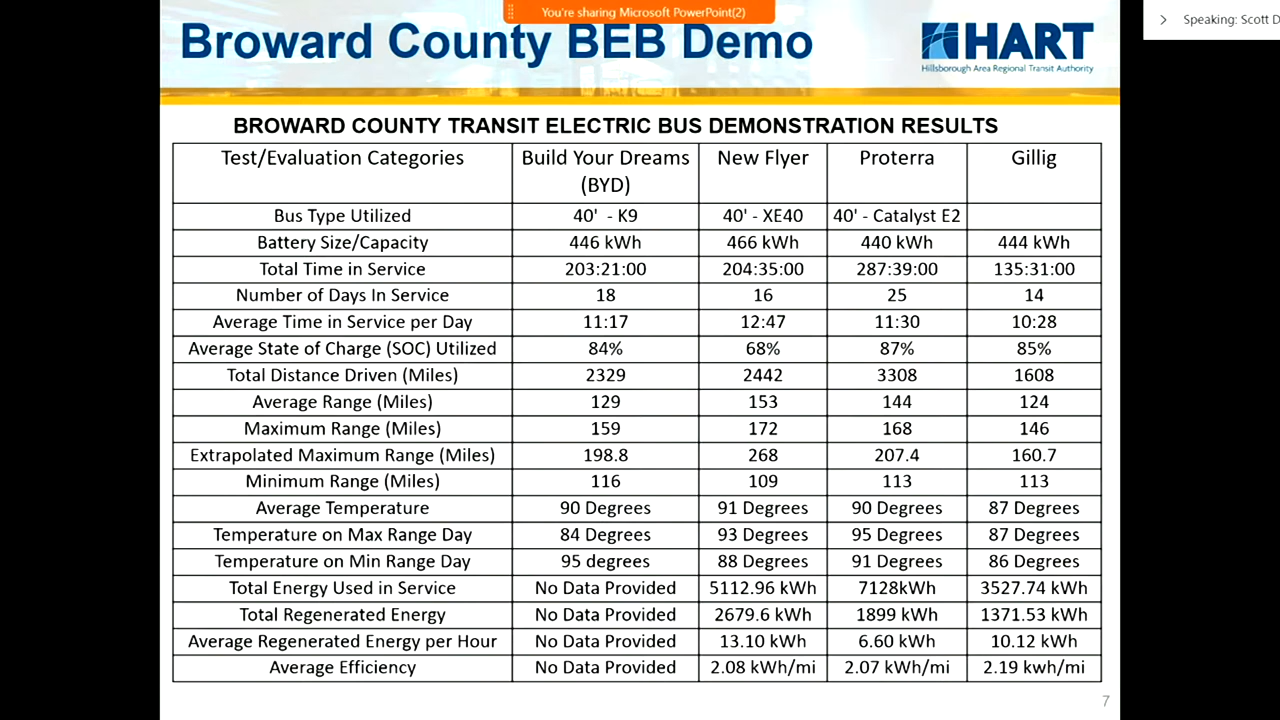 You're sharing Microsoft PowerPoint(2)
Speaking: Scott D
Broward County BEB Demo
HART
Hillsborough Area Regional Transit Authority
BROWARD COUNTY TRANSIT ELECTRIC BUS DEMONSTRATION RESULTS
Test/Evaluation Categories Build Your Dreams (BYD) New Flyer Proterra Gillig
Bus Type Utilized 40' - K9 40' - XE40 40' - Catalyst E2
Battery Size/Capacity 446 kWh 466 kWh 440 kWh 444 kWh
Total Time in Service 203:21:00 204:35:00 287:39:00 135:31:00
Number of Days In Service 18 16 25 14
Average Time in Service per Day 11:17 12:47 11:30 10:28
Average State of Charge (SOC) Utilized 84% 68% 87% 85%
Total Distance Driven (Miles) 2329 2442 3308 1608
Average Range (Miles) 129 153 144 124
Maximum Range (Miles) 159 172 168 146
Extrapolated Maximum Range (Miles) 198.8 268 207.4 160.7
Minimum Range (Miles) 116 109 113 113
Average Temperature 90 Degrees 91 Degrees 90 Degrees 87 Degrees
Temperature on Max Range Day 84 Degrees 93 Degrees 95 Degrees 87 Degrees
Temperature on Min Range Day 95 degrees 88 Degrees 91 Degrees 86 Degrees
Total Energy Used in Service No Data Provided 5112.96 kWh 7128kWh 3527.74 kWh
Total Regenerated Energy No Data Provided 2679.6 kWh 1899 kWh 1371.53 kWh
Average Regenerated Energy per Hour No Data Provided 13.10 kWh 6.60 kWh 10.12 kWh
Average Efficiency No Data Provided 2.08 kWh/mi 2.07 kWh/mi 2.19 kwh/mi
7